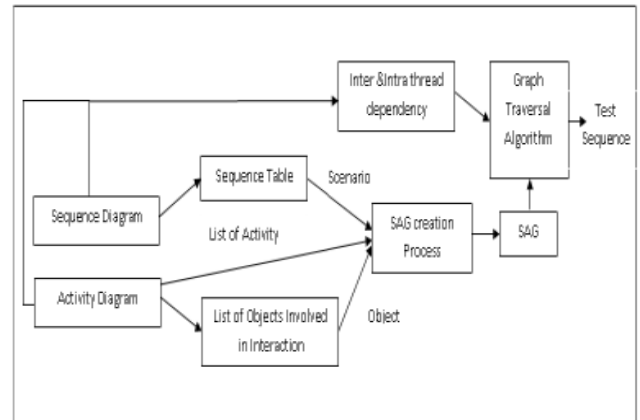 Inter &Intra thread
dependency
Graph
Traversal
Algorithm
Test
Sequence
Sequence Table
Scenario
Sequence Diagram
List of Activity
SAG creation
Process
SAG
Activity Diagram
List of Objects Involved
in Interaction
Object